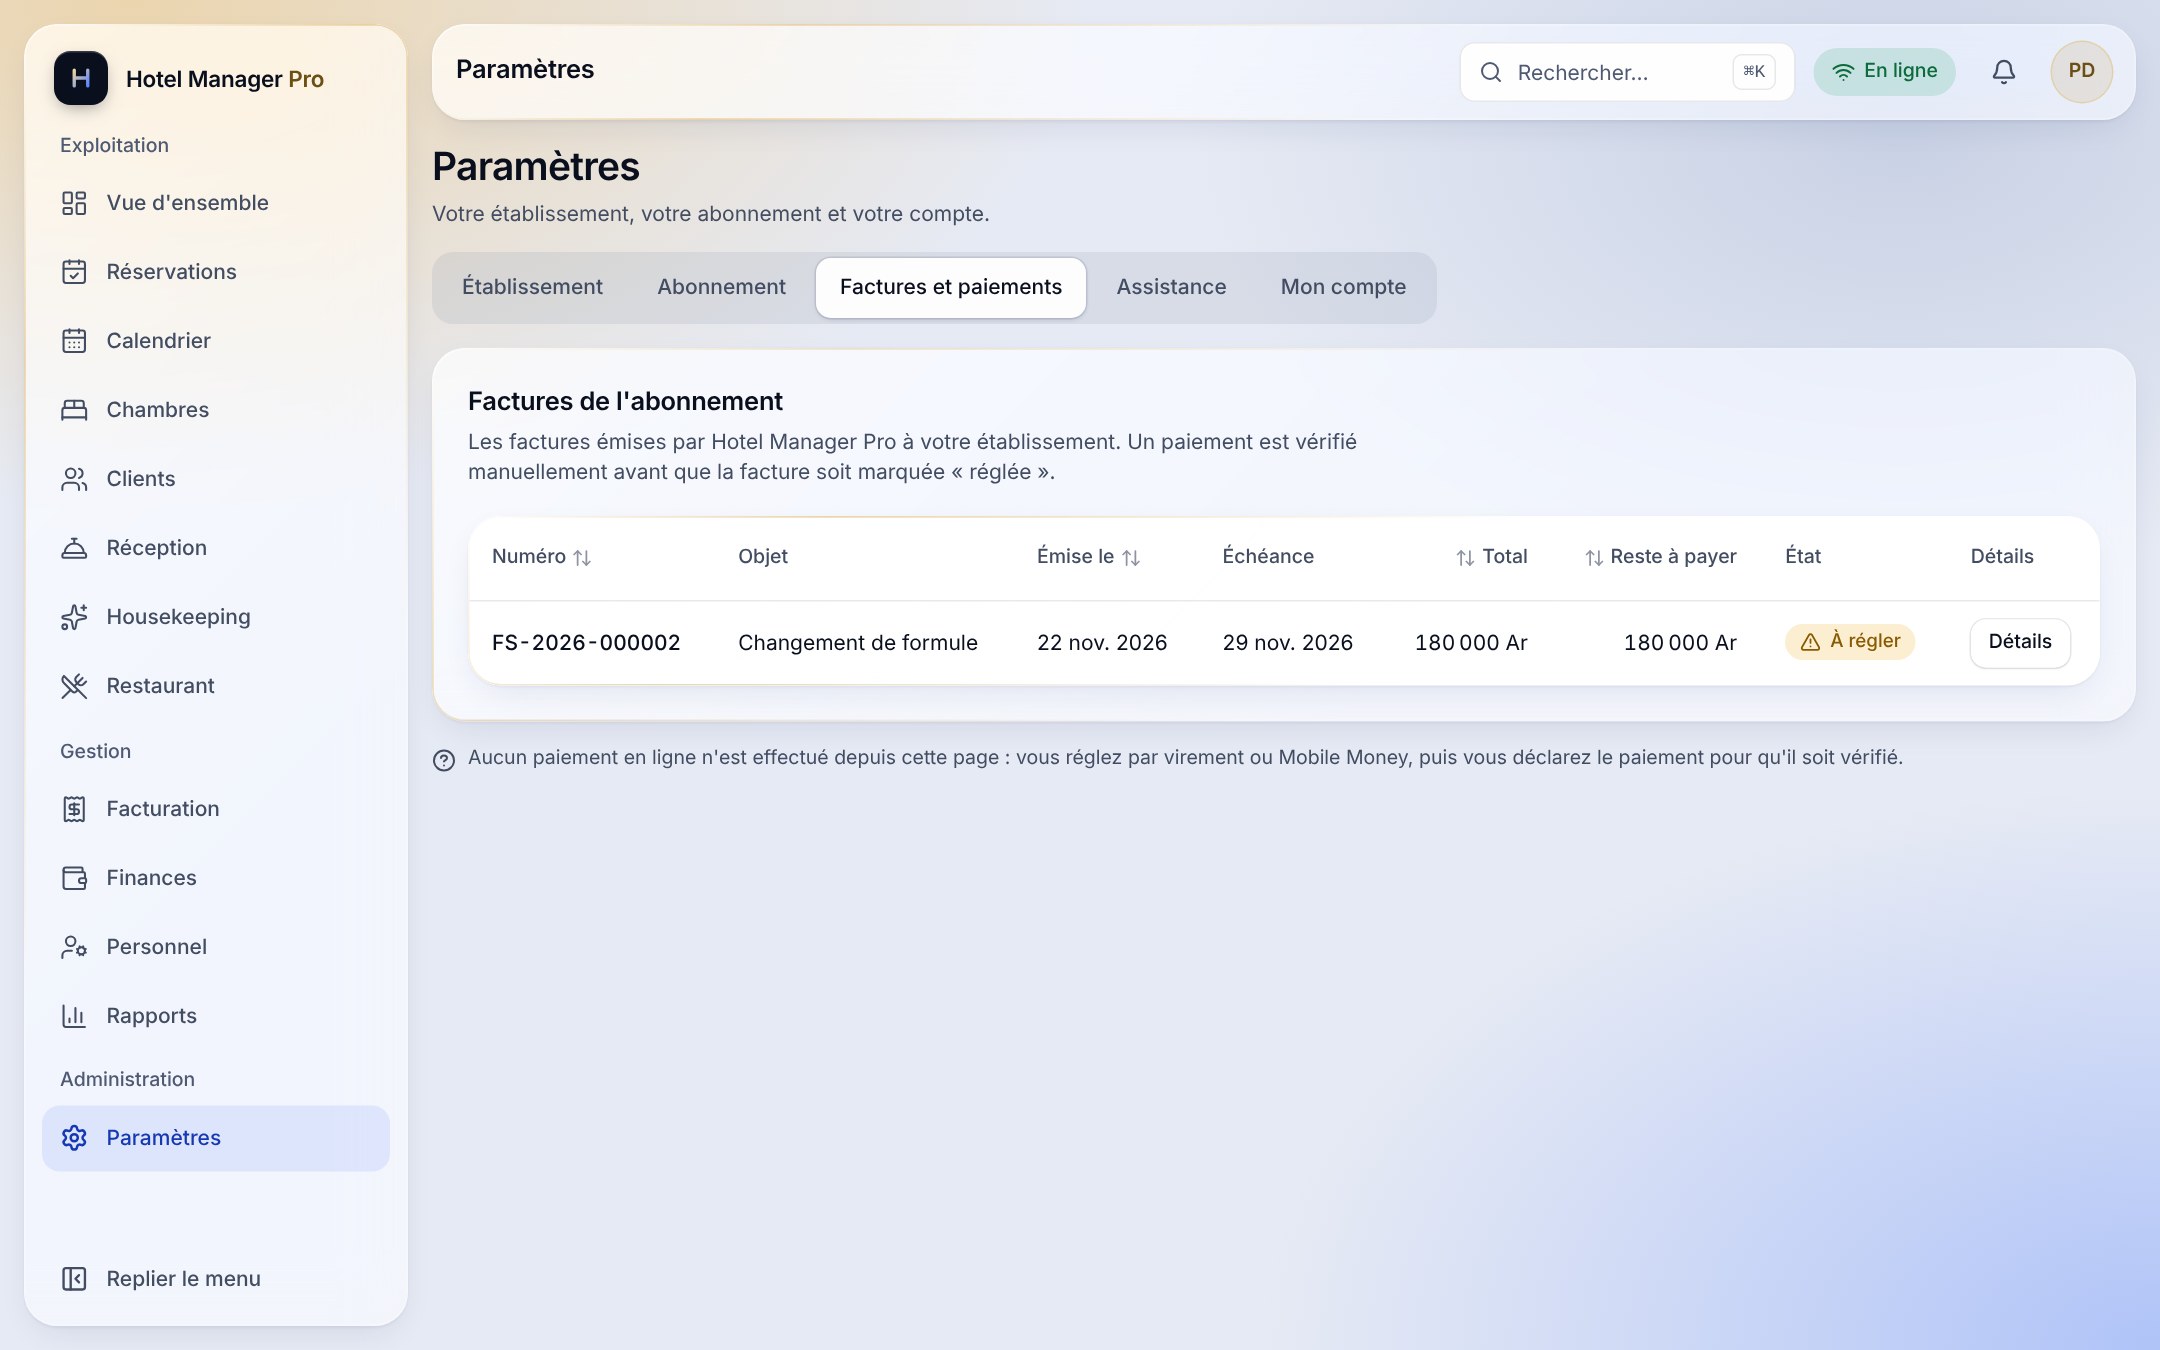 Hotel Manager Pro
Exploitation
Vue d'ensemble
Réservations
Calendrier
Chambres
Clients
Réception
Housekeeping
Restaurant
Gestion
Facturation
Finances
Personnel
Rapports
Administration
Paramètres
Replier le menu
Paramètres
Rechercher...
⌘K
En ligne
PD
Paramètres
Votre établissement, votre abonnement et votre compte.
Établissement Abonnement Factures et paiements Assistance Mon compte
Factures de l'abonnement
Les factures émises par Hotel Manager Pro à votre établissement. Un paiement est vérifié
manuellement avant que la facture soit marquée « réglée ».
Numéro Objet Émise le Échéance Total Reste à payer État Détails
FS-2026-000002 Changement de formule 22 nov. 2026 29 nov. 2026 180 000 Ar 180 000 Ar À régler Détails
Aucun paiement en ligne n'est effectué depuis cette page : vous réglez par virement ou Mobile Money, puis vous déclarez le paiement pour qu'il soit vérifié.